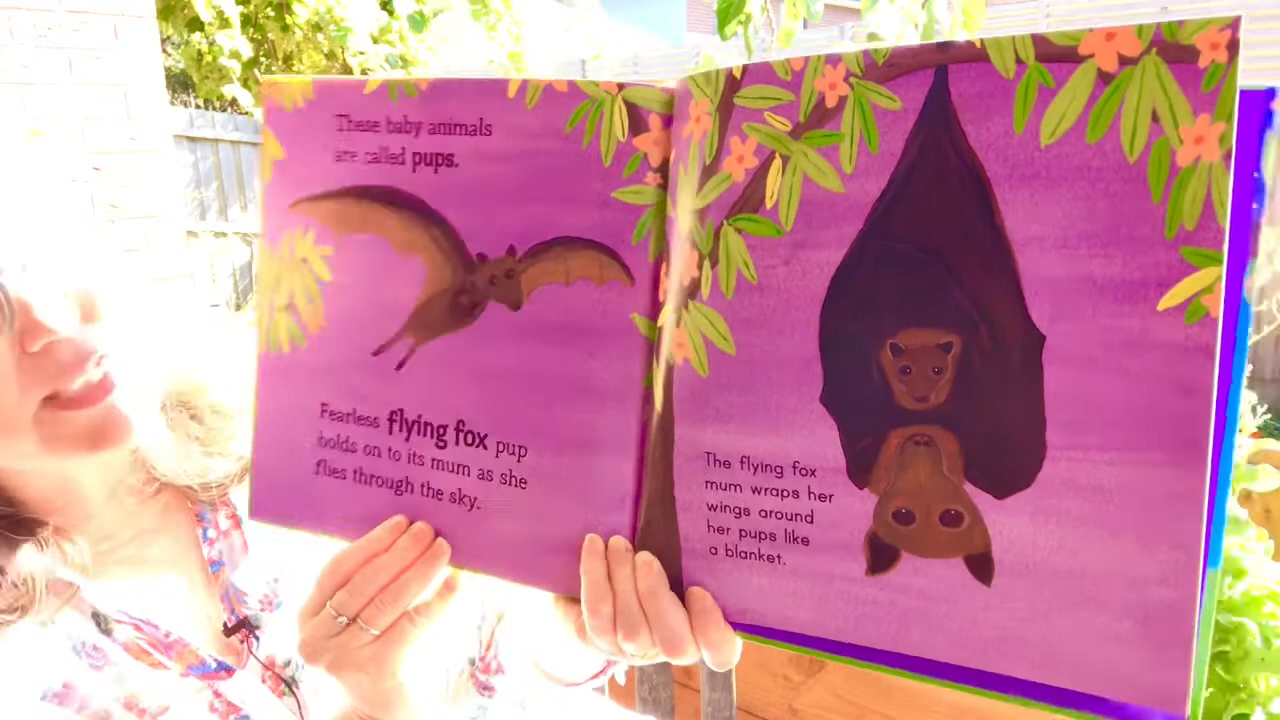 These baby animals
are called pups.
Fearless flying fox pup
holds on to its mum as she
flies through the sky.
The flying fox
mum wraps her
wings around
her pups like
a blanket.